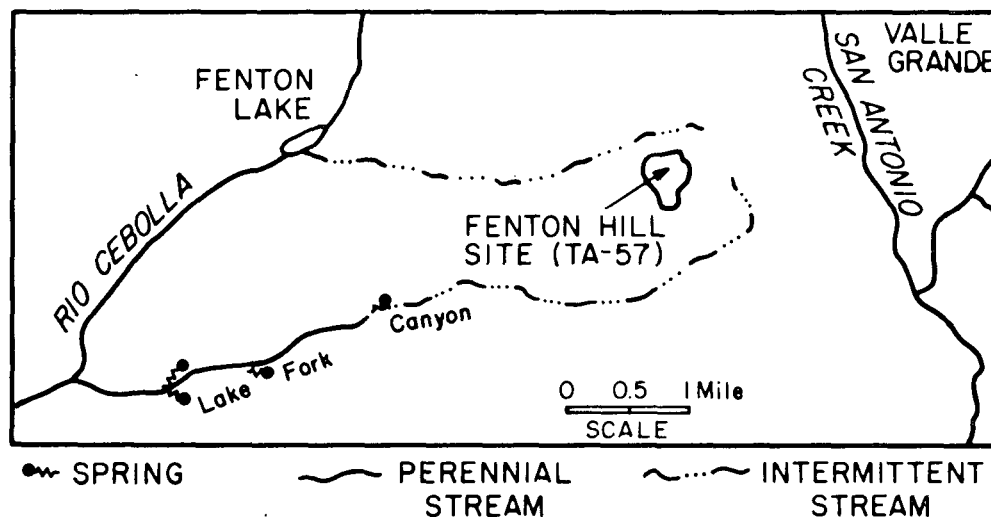 FENTON
LAKE
VALLE
GRANDE
SAN ANTONIO
CREEK
RIO CEBOLLA
FENTON HILL
SITE (TA-57)
Lake Fork Canyon
0 0.5 1 Mile
SCALE
SPRING
PERENNIAL
STREAM
INTERMITTENT
STREAM